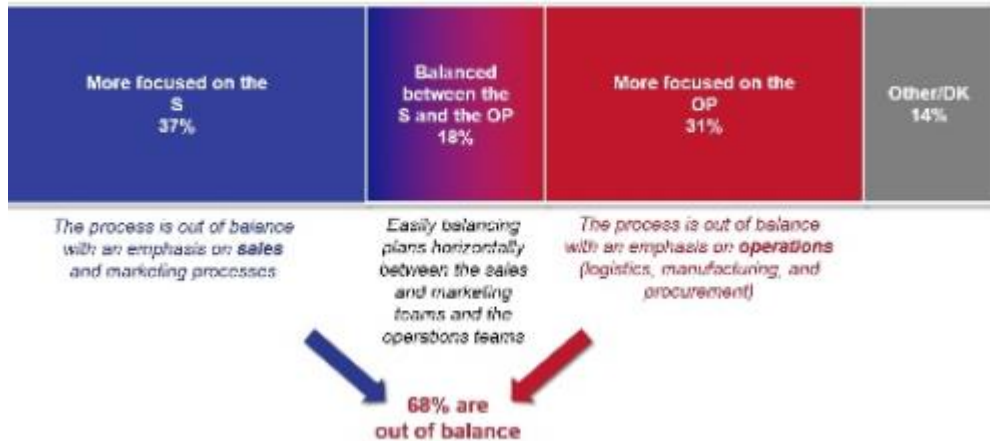 More focused on the
S
37%
Balanced
between the
S and the OP
18%
More focused on the
OP
31%
Other/DK
14%
The process is out of balance
with an emphasis on sales
and marketing processes
Easily balancing
plans horizontally
between the sales
and marketing
teams and the
operations teams
The process is out of balance
with an emphasis on operations
(logistics, manufacturing, and
procurement)
68% are
out of balance